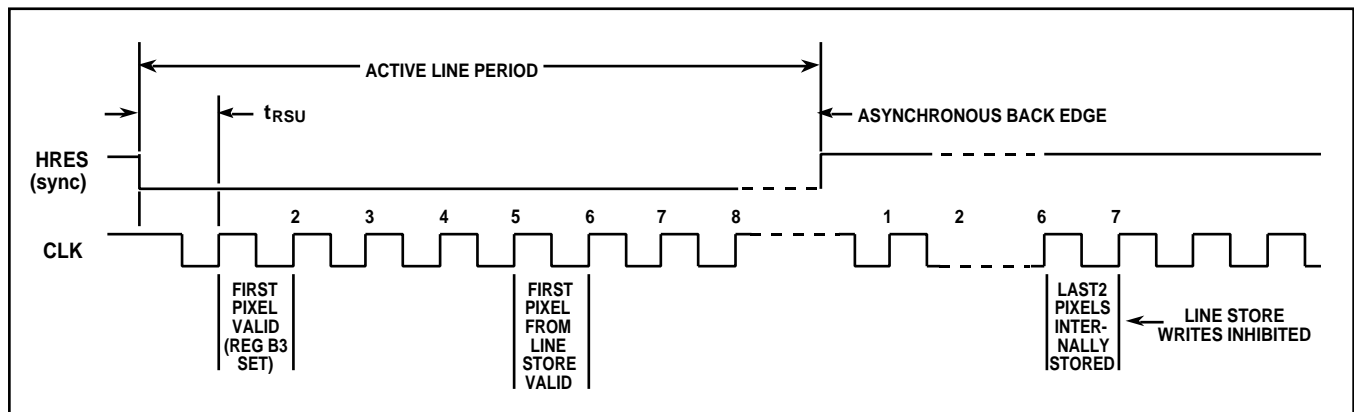 ACTIVE LINE PERIOD
tRSU
ASYNCHRONOUS BACK EDGE
HRES
(sync)
2 3 4 5 6 7 8 1 2 6 7
CLK
FIRST
PIXEL
VALID
(REG B3
SET)
FIRST
PIXEL
FROM
LINE
STORE
VALID
LAST2
PIXELS
INTER-
NALLY
STORED
LINE STORE
WRITES INHIBITED